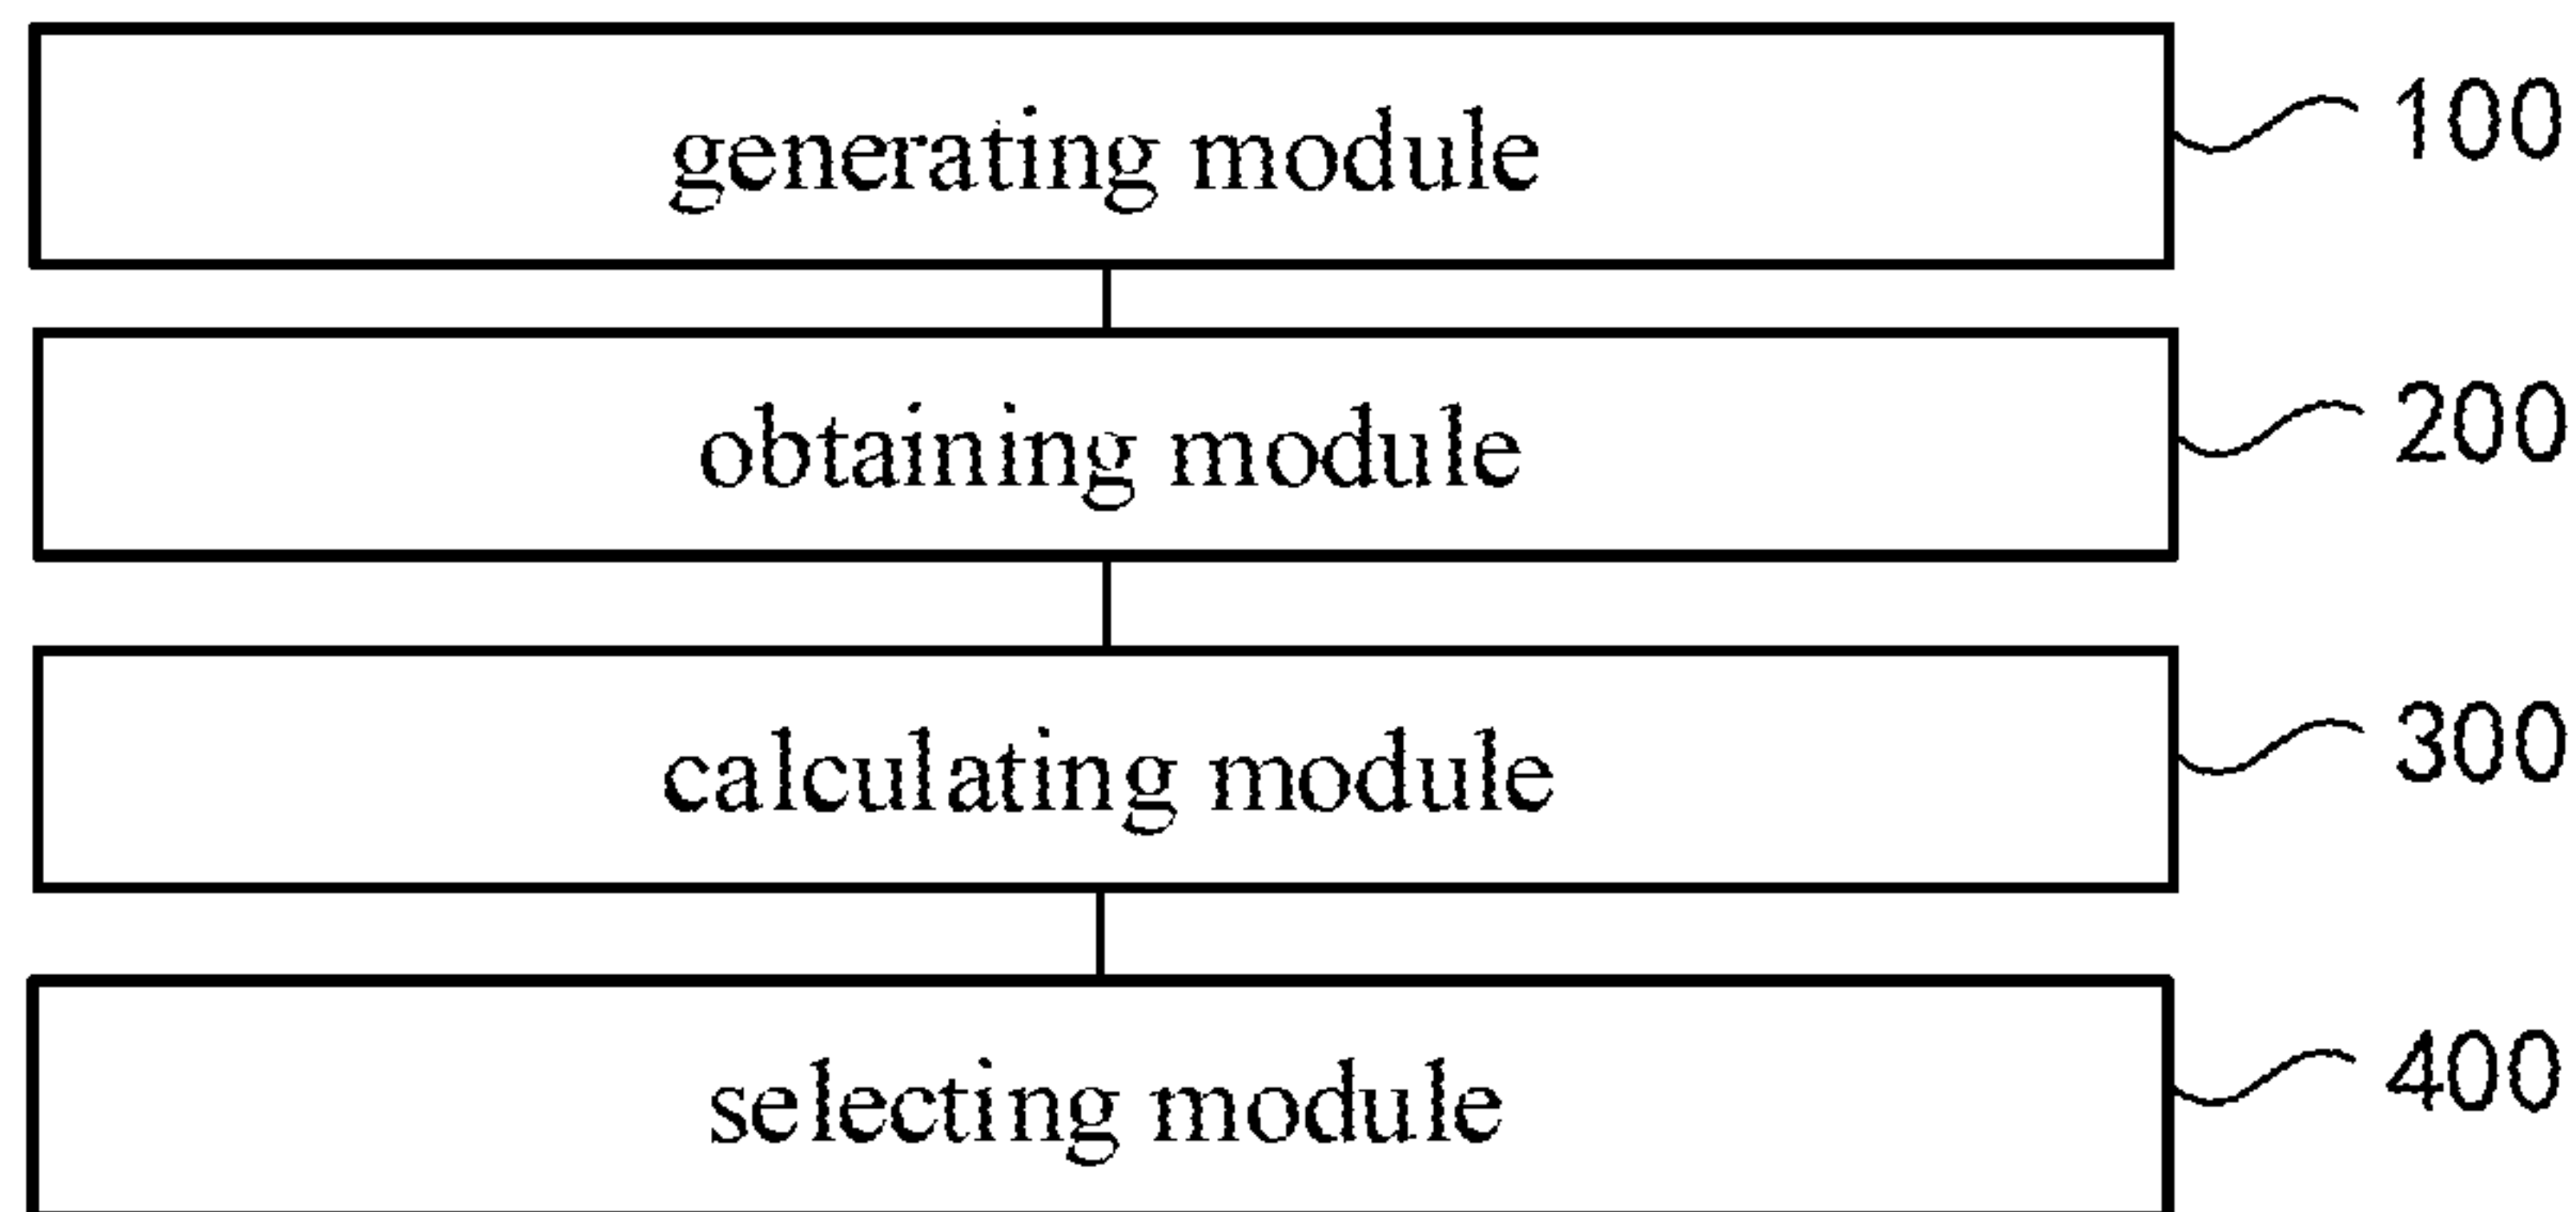 generating module 100
obtaining module 200
calculating module 300
selecting module 400